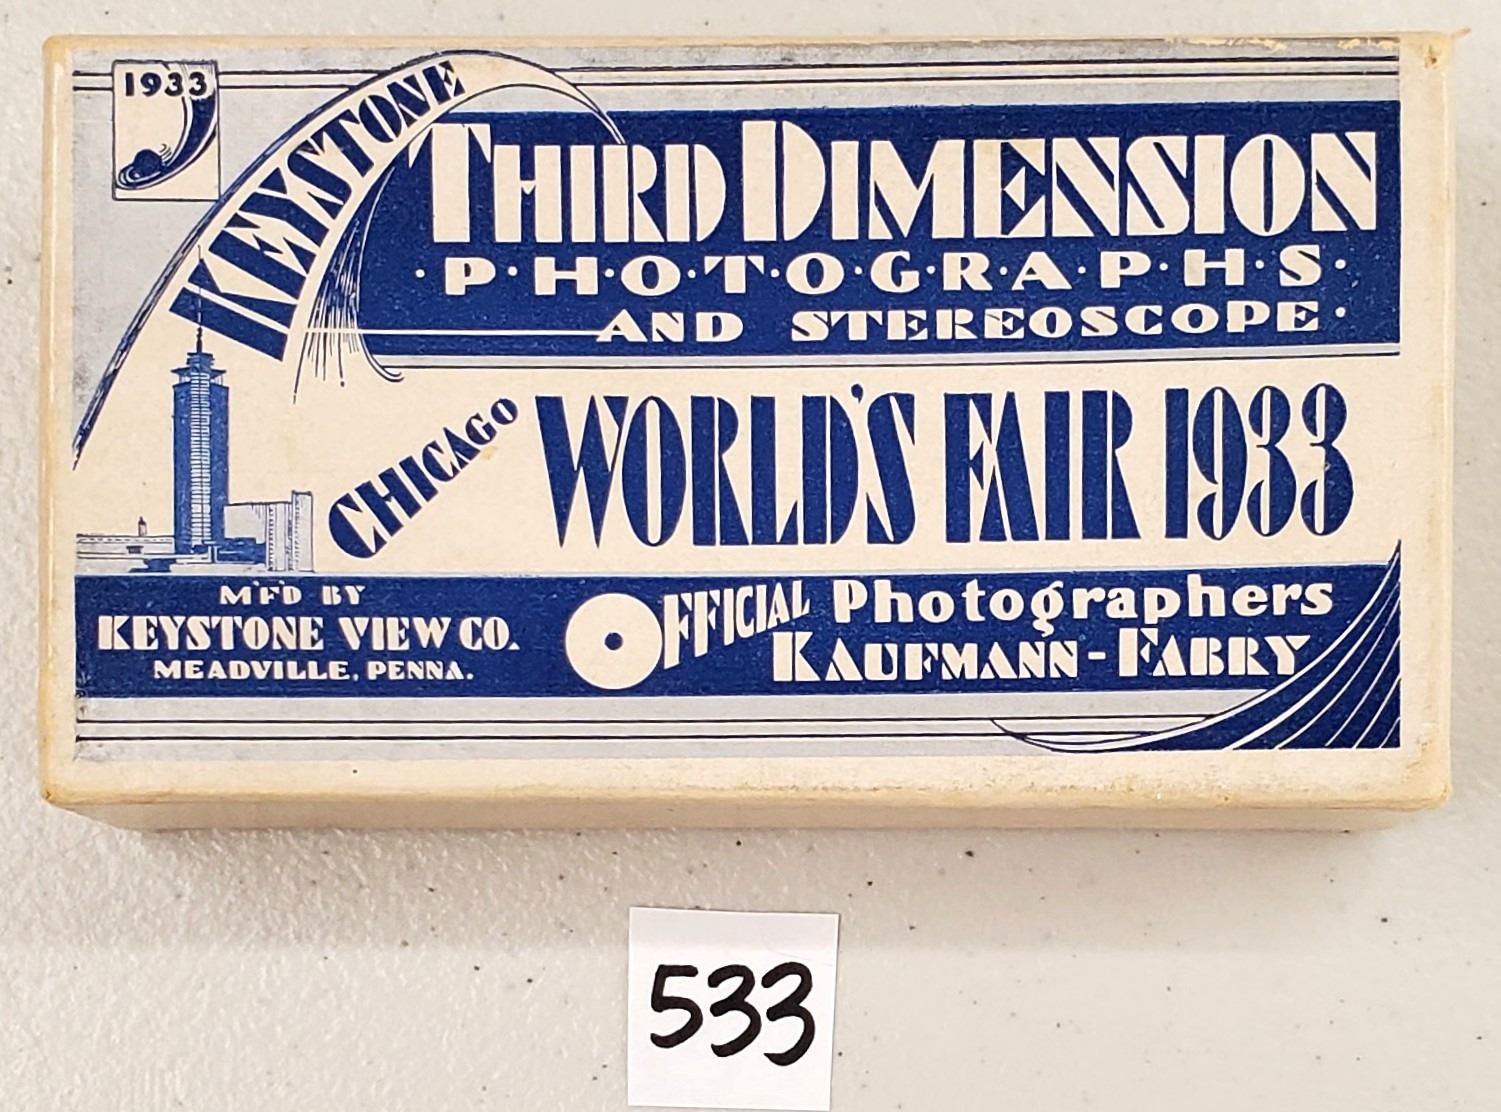 1933
KEYSTONE
THIRD DIMENSION
·P·H·O·T·O·G·R·A·P·H·S·
AND STEREOSCOPE·
CHICAGO
WORLD'S FAIR 1933
M'F'D BY
KEYSTONE VIEW CO.
MEADVILLE, PENNA.
OFFICIAL Photographers
KAUFMANN-FABRY
533